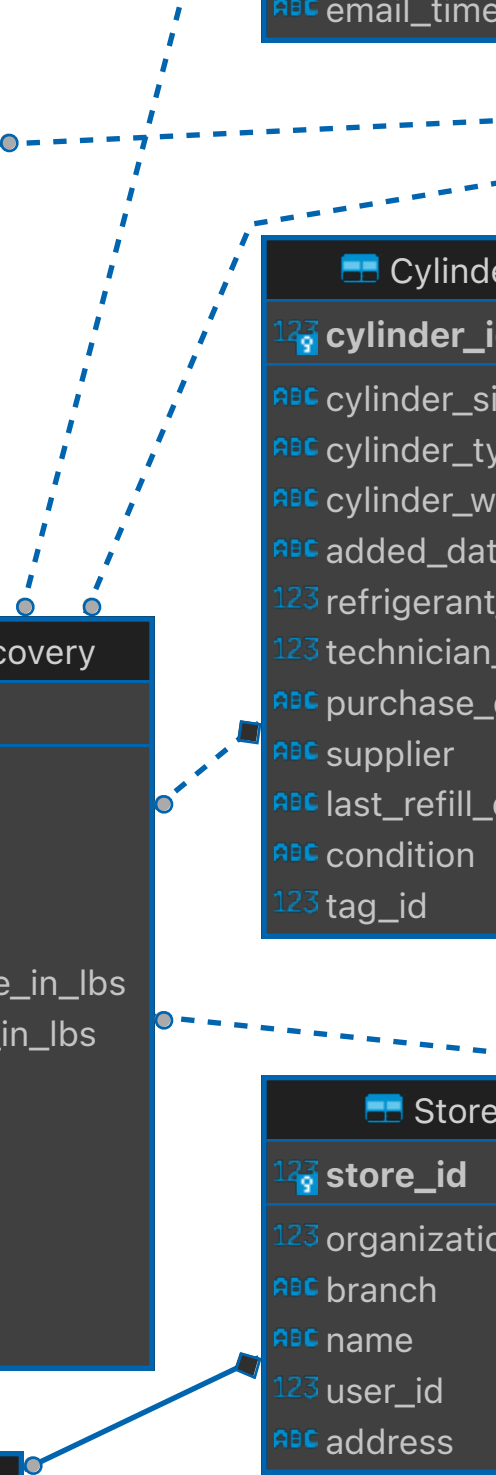 email_time
Cylinde
cylinder_i
cylinder_si
cylinder_ty
cylinder_w
added_dat
refrigerant_
technician_
purchase_
supplier
last_refill_
condition
tag_id
covery
e_in_lbs
in_lbs
Store
store_id
organizatio
branch
name
user_id
address